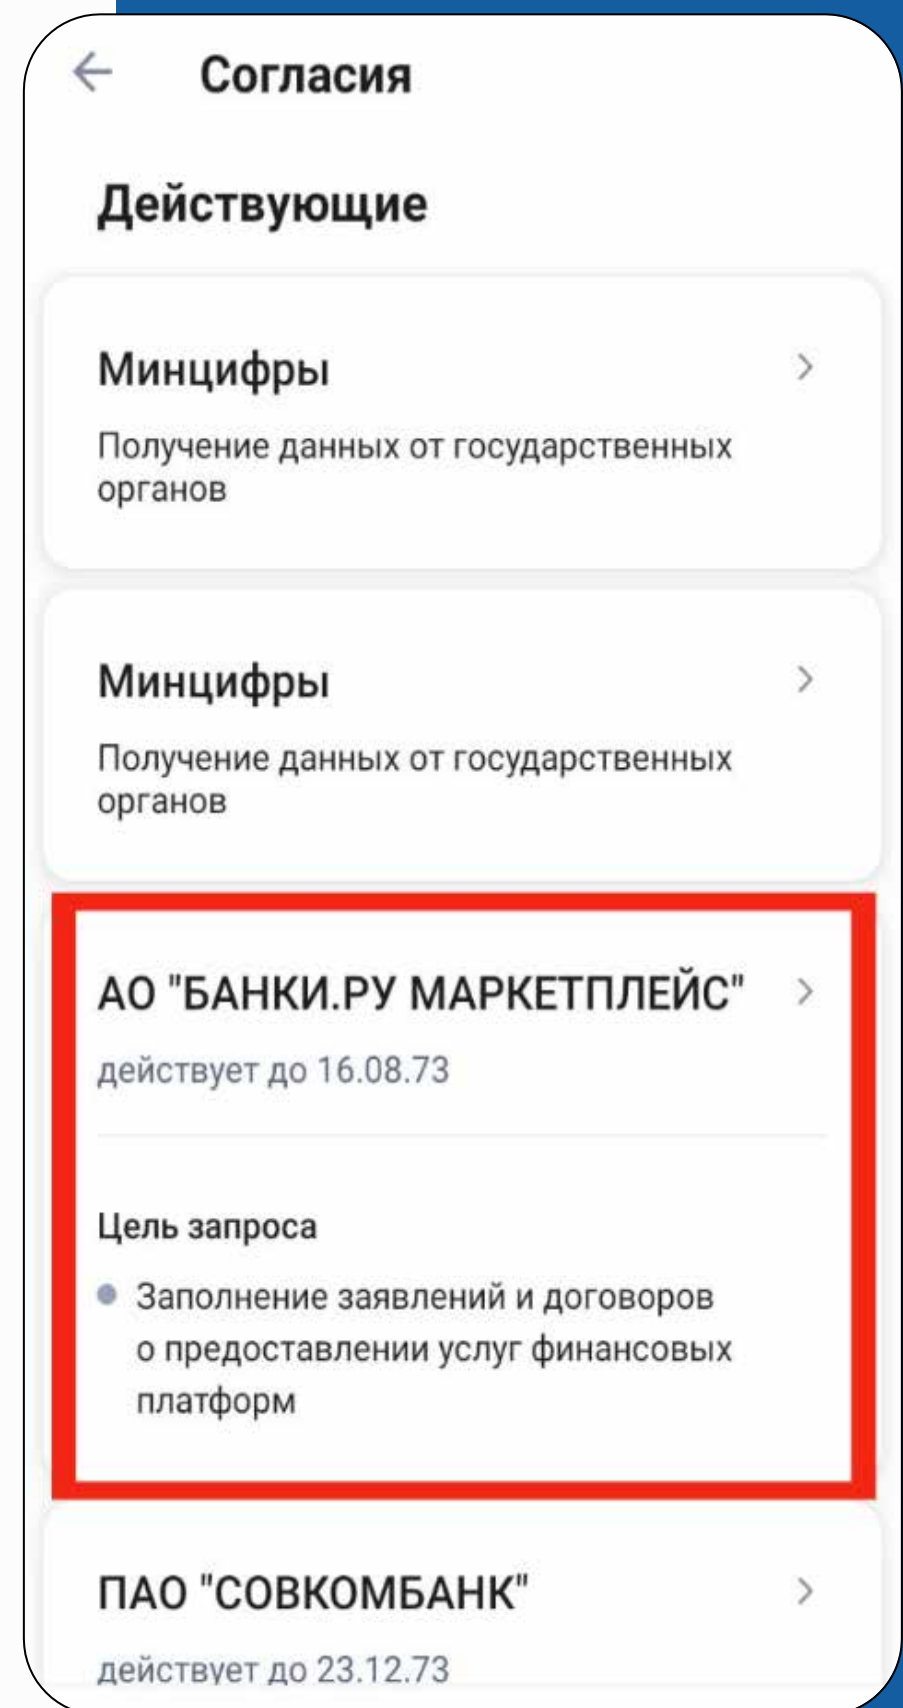 Согласия
Действующие
Минцифры
Получение данных от государственных
органов
Минцифры
Получение данных от государственных
органов
АО "БАНКИ.РУ МАРКЕТПЛЕЙС"
действует до 16.08.73
Цель запроса
Заполнение заявлений и договоров
о предоставлении услуг финансовых
платформ
ПАО "СОВКОМБАНК"
действует до 23.12.73